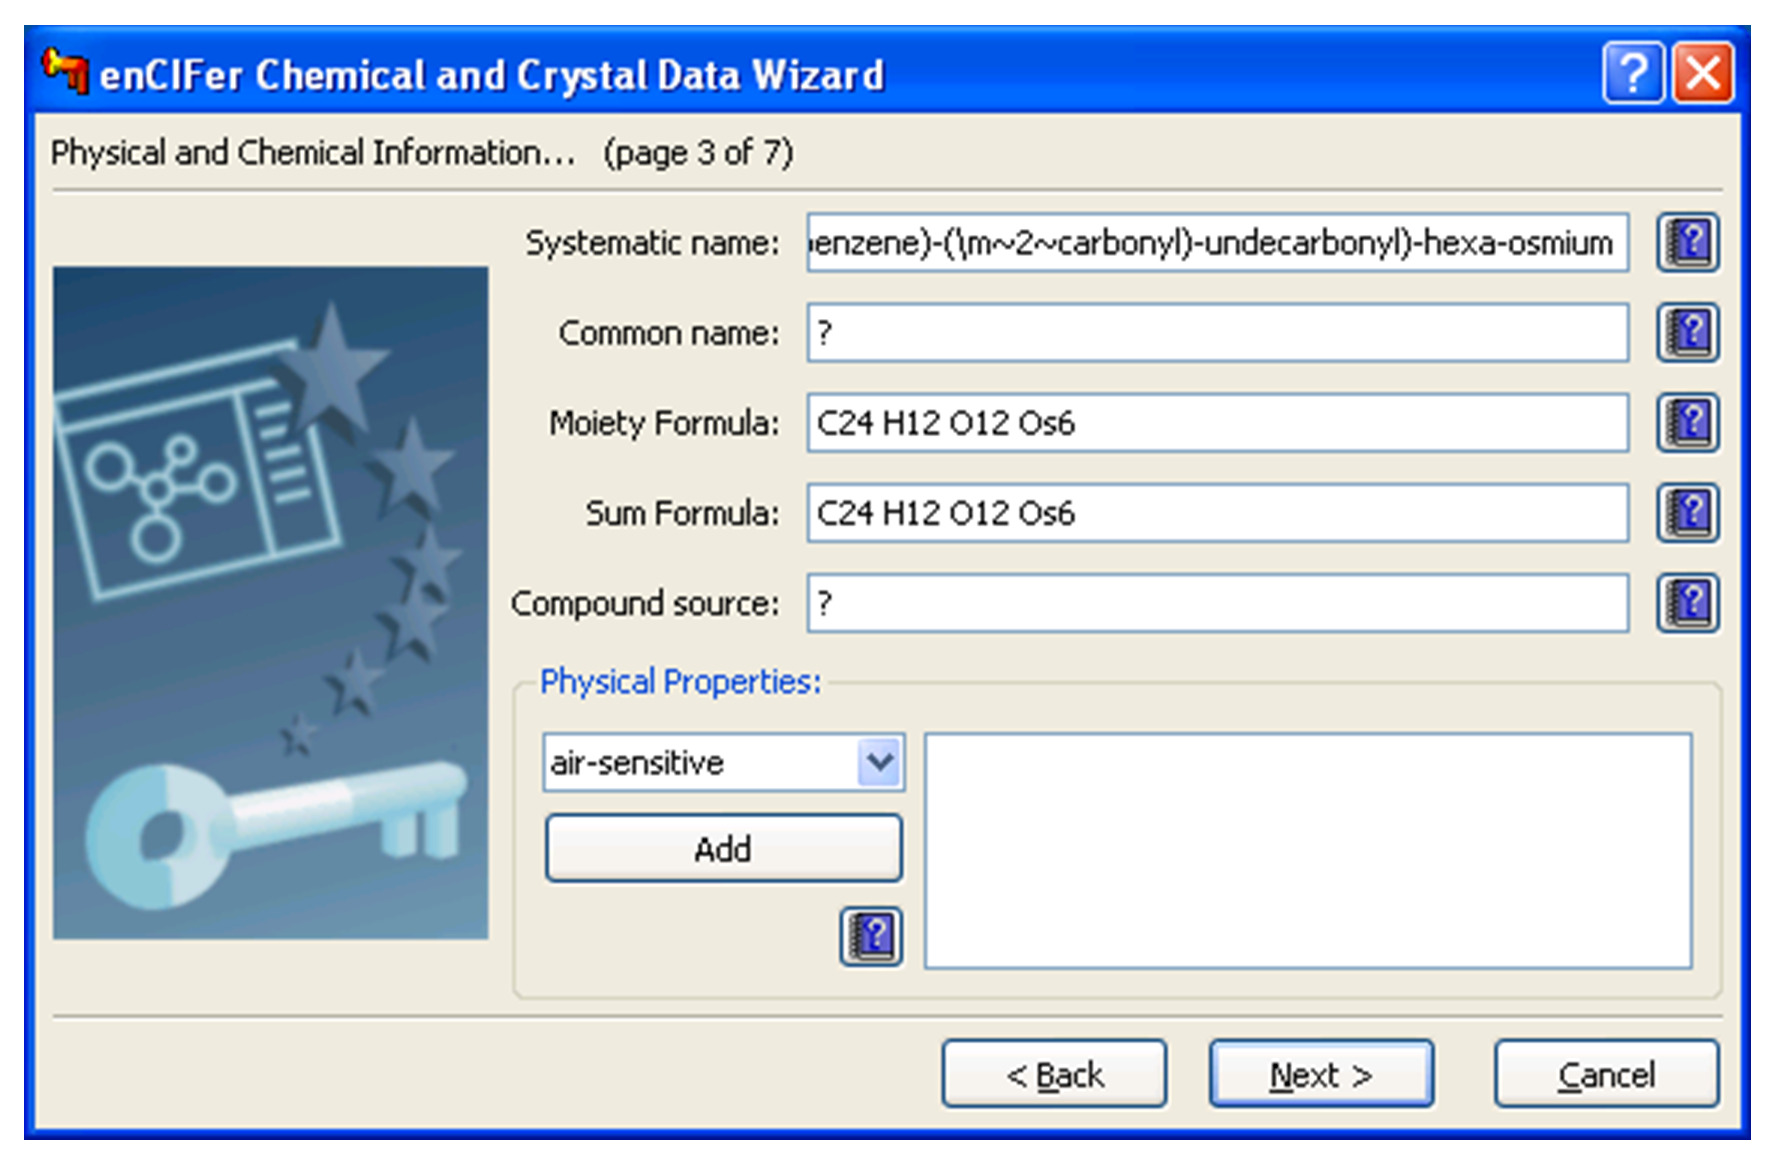 enCIFer Chemical and Crystal Data Wizard
Physical and Chemical Information... (page 3 of 7)
Systematic name: enzene)-(\m~2~carbonyl)-undecarbonyl)-hexa-osmium
Common name: ?
Moiety Formula: C24 H12 O12 Os6
Sum Formula: C24 H12 O12 Os6
Compound source: ?
Physical Properties:
air-sensitive
Add
< Back Next > Cancel